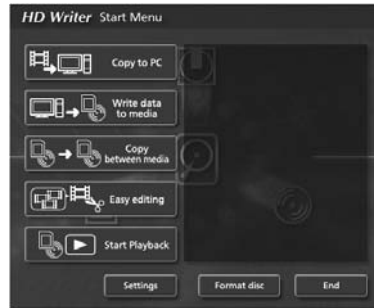 HD Writer Start Menu
Copy to PC
Write data
to media
Copy
between media
Easy editing
Start Playback
Settings
Format disc
End